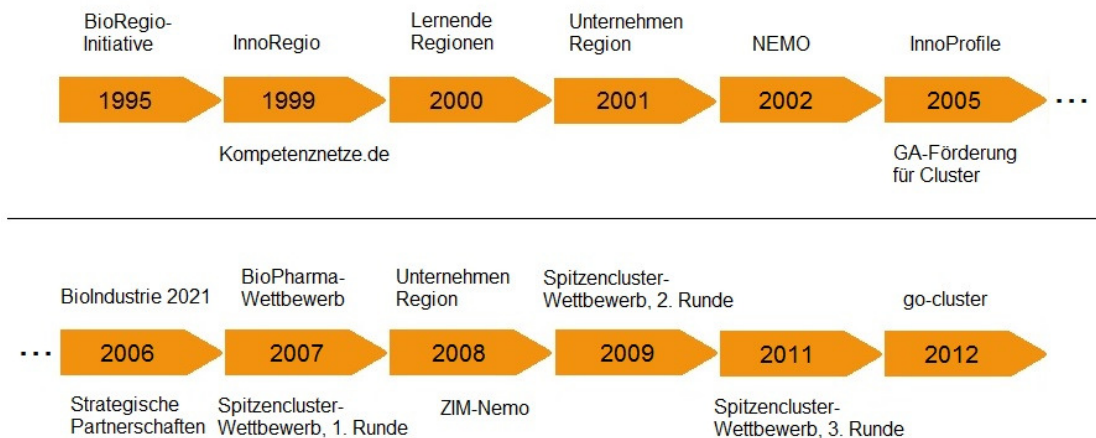 BioRegio-
Initiative
InnoRegio
Lernende
Regionen
Unternehmen
Region
NEMO
InnoProfile
1995
1999
2000
2001
2002
2005
...
Kompetenznetze.de
GA-Förderung
für Cluster
BioIndustrie 2021
BioPharma-
Wettbewerb
Unternehmen
Region
Spitzencluster-
Wettbewerb, 2. Runde
go-cluster
...
2006
2007
2008
2009
2011
2012
Strategische
Partnerschaften
Spitzencluster-
Wettbewerb, 1. Runde
ZIM-Nemo
Spitzencluster-
Wettbewerb, 3. Runde